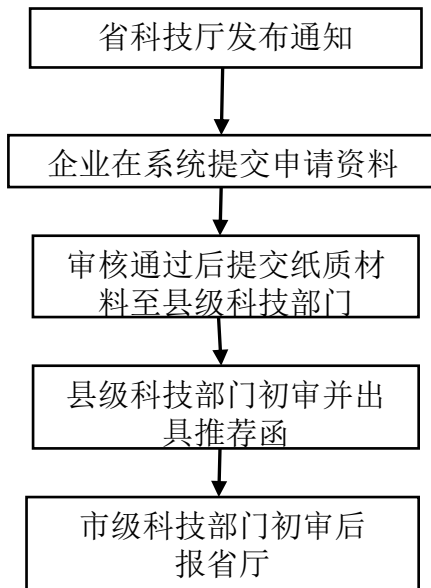 省科技厅发布通知
企业在系统提交申请资料
审核通过后提交纸质材
料至县级科技部门
县级科技部门初审并出
具推荐函
市级科技部门初审后
报省厅